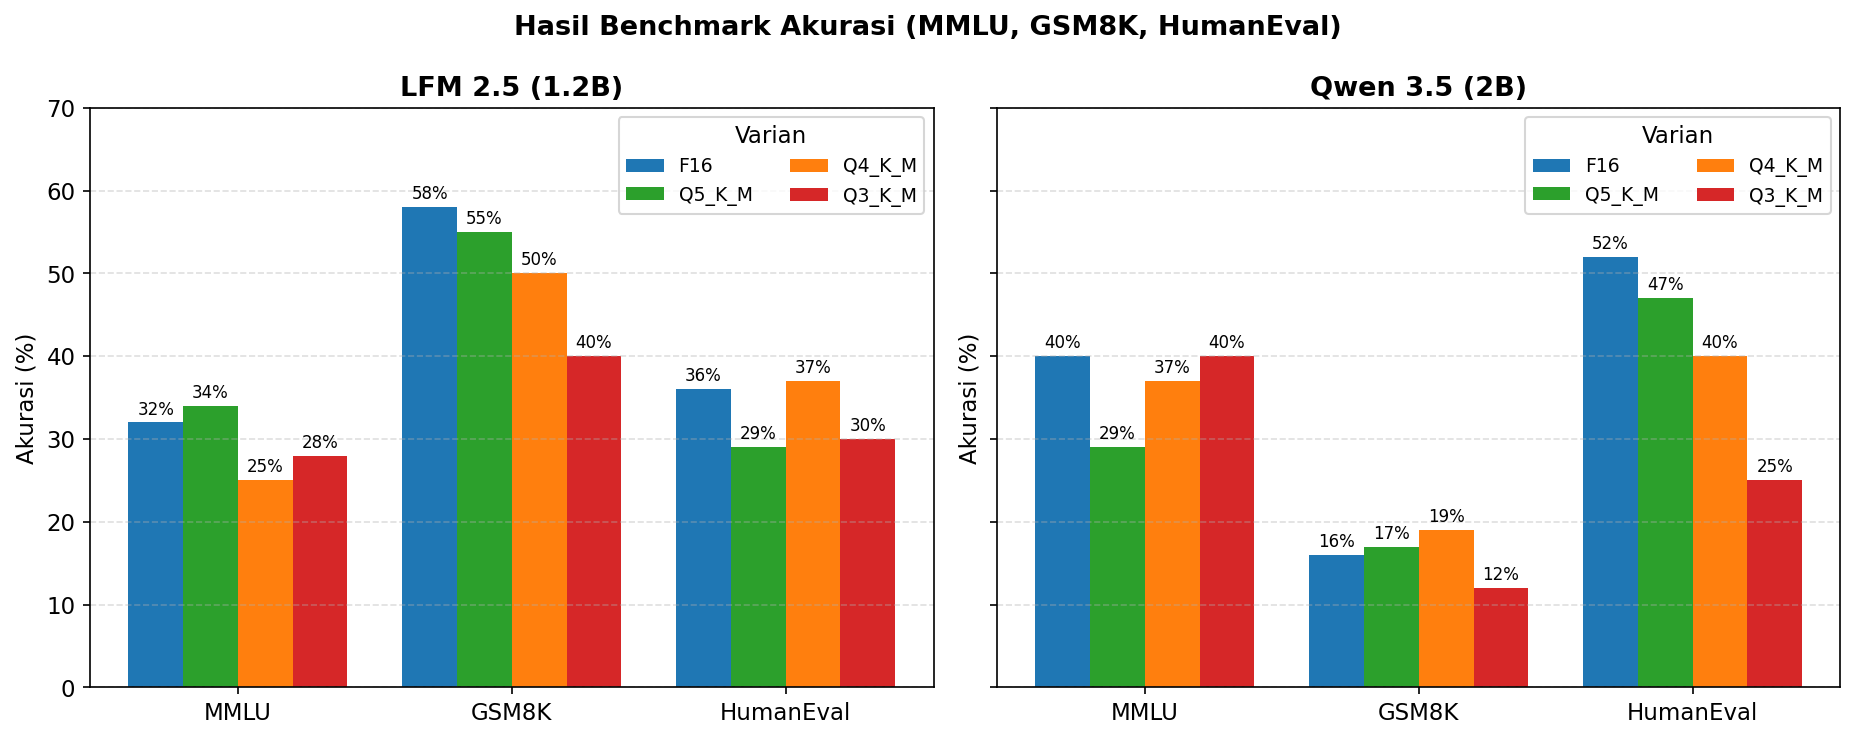 Hasil Benchmark Akurasi (MMLU, GSM8K, HumanEval)
LFM 2.5 (1.2B)
Akurasi (%)
70
60
50
40
30
20
10
0
Varian
F16 Q4_K_M
Q5_K_M Q3_K_M
32% 34% 25% 28%
58% 55% 50% 40%
36% 29% 37% 30%
MMLU GSM8K HumanEval
Qwen 3.5 (2B)
Akurasi (%)
Varian
F16 Q4_K_M
Q5_K_M Q3_K_M
40% 29% 37% 40%
16% 17% 19% 12%
52% 47% 40% 25%
MMLU GSM8K HumanEval